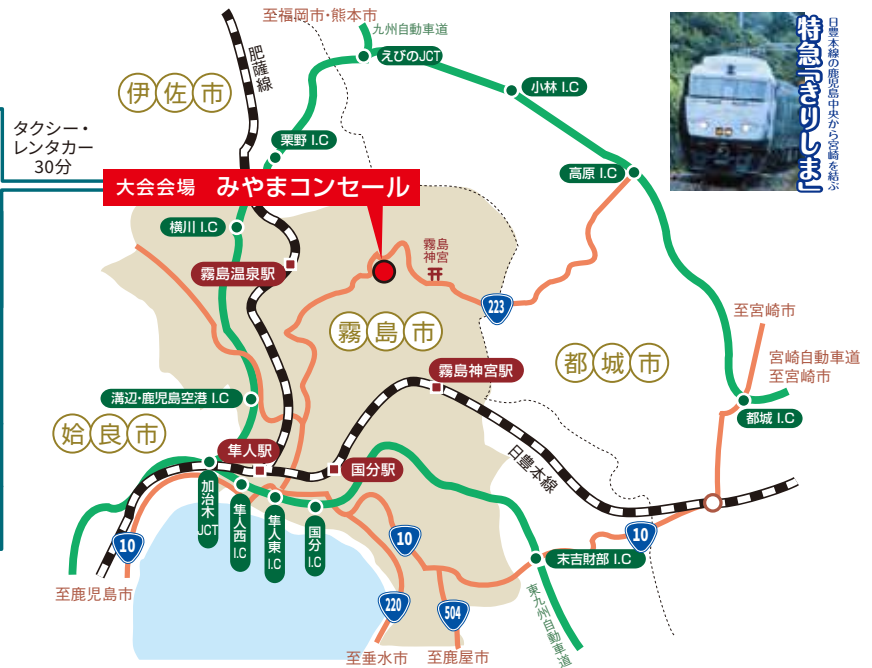 至福岡市・熊本市
九州自動車道
えびのJCT
肥薩線
伊佐市
小林 I.C
日豊本線の鹿児島中央から宮崎を結ぶ
特急「きりしま」
タクシー・
レンタカー
30分
栗野 I.C
高原 I.C
大会会場 みやまコンセール
横川 I.C
霧島
神宮
霧島温泉駅
223
至宮崎市
霧島市
都城市
宮崎自動車道
至宮崎市
霧島神宮駅
溝辺・鹿児島空港 I.C
都城 I.C
姶良市
隼人駅
国分駅
日豊本線
加治木JCT
隼人西I.C
隼人東I.C
国分I.C
10
10
10
末吉財部 I.C
至鹿児島市
220
504
東九州自動車道
至垂水市
至鹿屋市